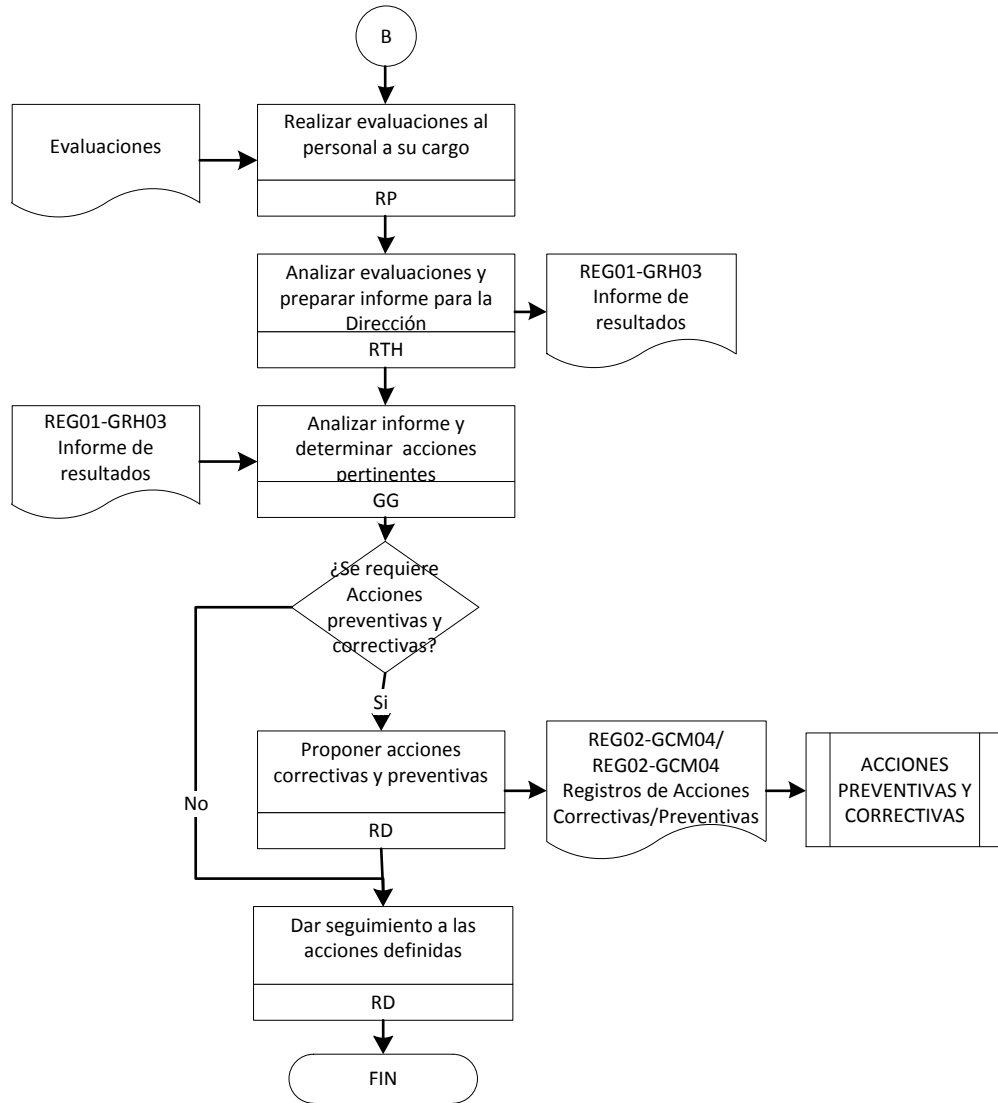 B
Evaluaciones
Realizar evaluaciones al
personal a su cargo
RP
Analizar evaluaciones y
preparar informe para la
Dirección
RTH
REG01-GRH03
Informe de
resultados
REG01-GRH03
Informe de
resultados
Analizar informe y
determinar acciones
pertinentes
GG
¿Se requiere
Acciones
preventivas y
correctivas?
Si
No
Proponer acciones
correctivas y preventivas
RD
REG02-GCM04/
REG02-GCM04
Registros de Acciones
Correctivas/Preventivas
ACCIONES
PREVENTIVAS Y
CORRECTIVAS
Dar seguimiento a las
acciones definidas
RD
FIN